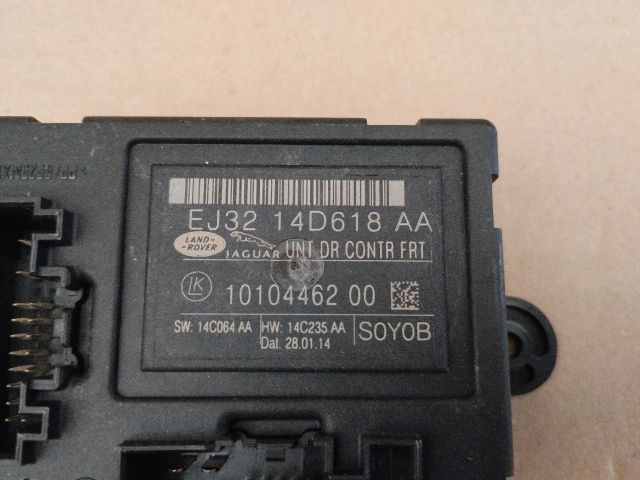 EJ32 14D618 AA
LAND-
ROVER
JAGUAR UNT DR CONTR FRT
LK 10104462 00
SW: 14C064 AA HW: 14C235 AA S0Y0B
Dat. 28.01.14